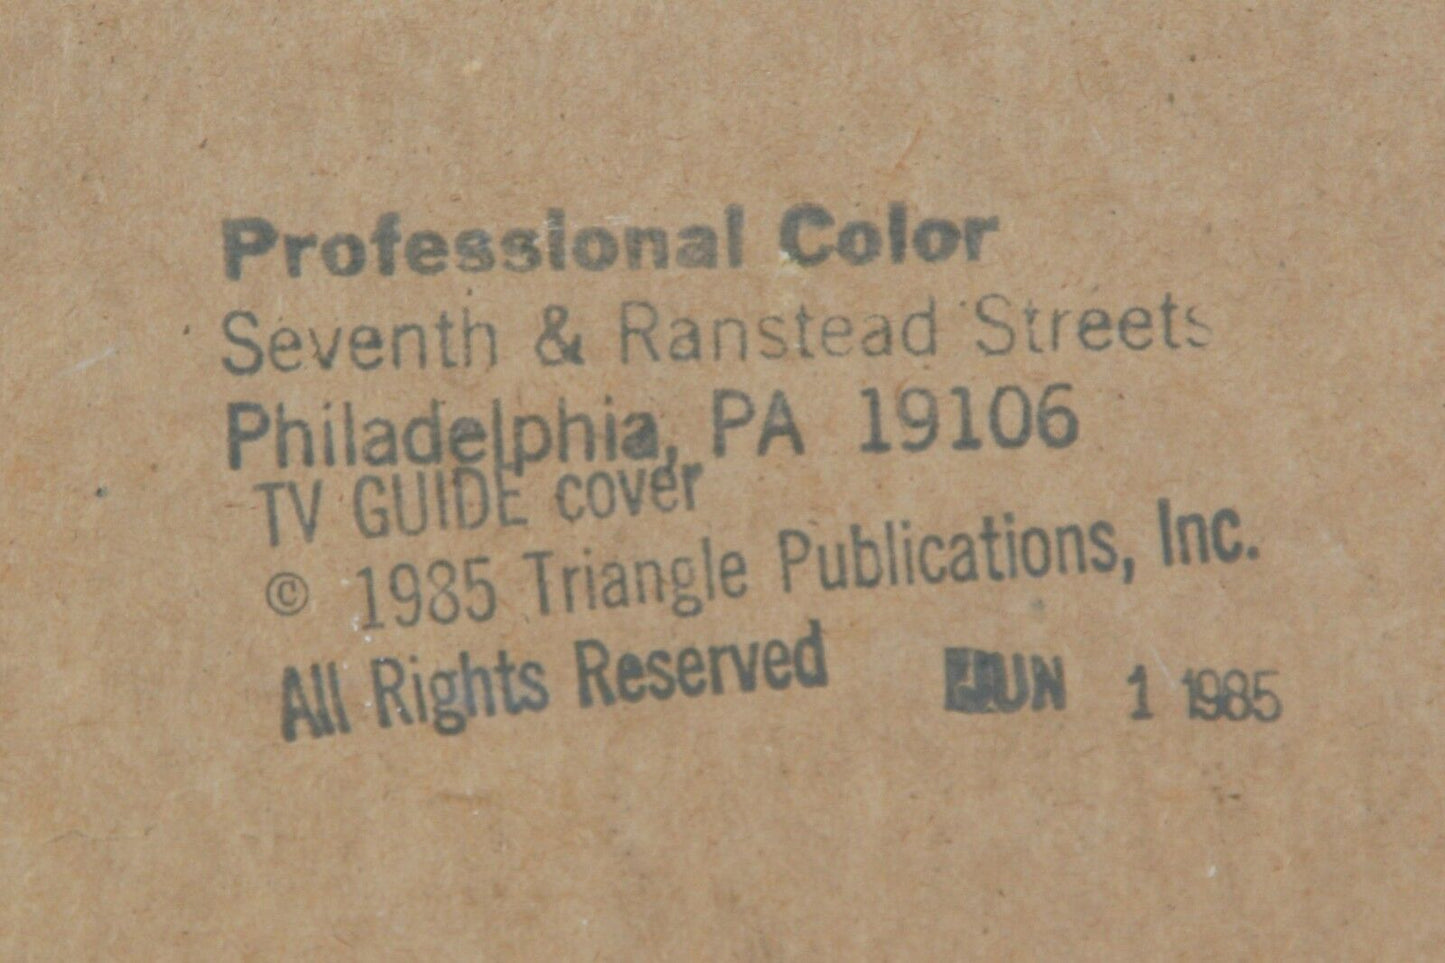 Professional Color
Seventh & Ranstead Streets
Philadelphia, PA 19106
TV GUIDE cover
© 1985 Triangle Publications, Inc.
All Rights Reserved JUN 1 1985